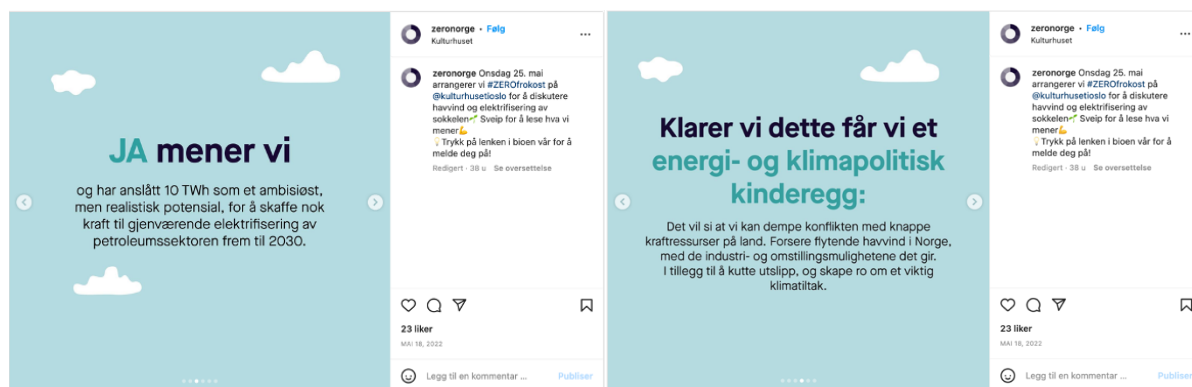 JA mener vi
og har anslått 10 TWh som et ambisiøst,
men realistisk potensial, for å skaffe nok
kraft til gjenværende elektrifisering av
petroleumssektoren frem til 2030.
zeronorge • Følg
Kulturhuset
zeronorge Onsdag 25. mai
arrangerer vi #ZEROfrokost på
@kulturhusetioslo for å diskutere
havvind og elektrifisering av
sokkelen🌱 Sveip for å lese hva vi
mener💪
💡Trykk på lenken i bioen vår for å
melde deg på!
Redigert · 38 u Se oversettelse
23 liker
MAI 18, 2022
Legg til en kommentar ... Publiser
Klarer vi dette får vi et
energi- og klimapolitisk
kinderegg:
Det vil si at vi kan dempe konflikten med knappe
kraftressurser på land. Forsere flytende havvind i Norge,
med de industri- og omstillingsmulighetene det gir.
I tillegg til å kutte utslipp, og skape ro om et viktig
klimatiltak.
zeronorge • Følg
Kulturhuset
zeronorge Onsdag 25. mai
arrangerer vi #ZEROfrokost på
@kulturhusetioslo for å diskutere
havvind og elektrifisering av
sokkelen🌱 Sveip for å lese hva vi
mener💪
💡Trykk på lenken i bioen vår for å
melde deg på!
Redigert · 38 u Se oversettelse
23 liker
MAI 18, 2022
Legg til en kommentar ... Publiser